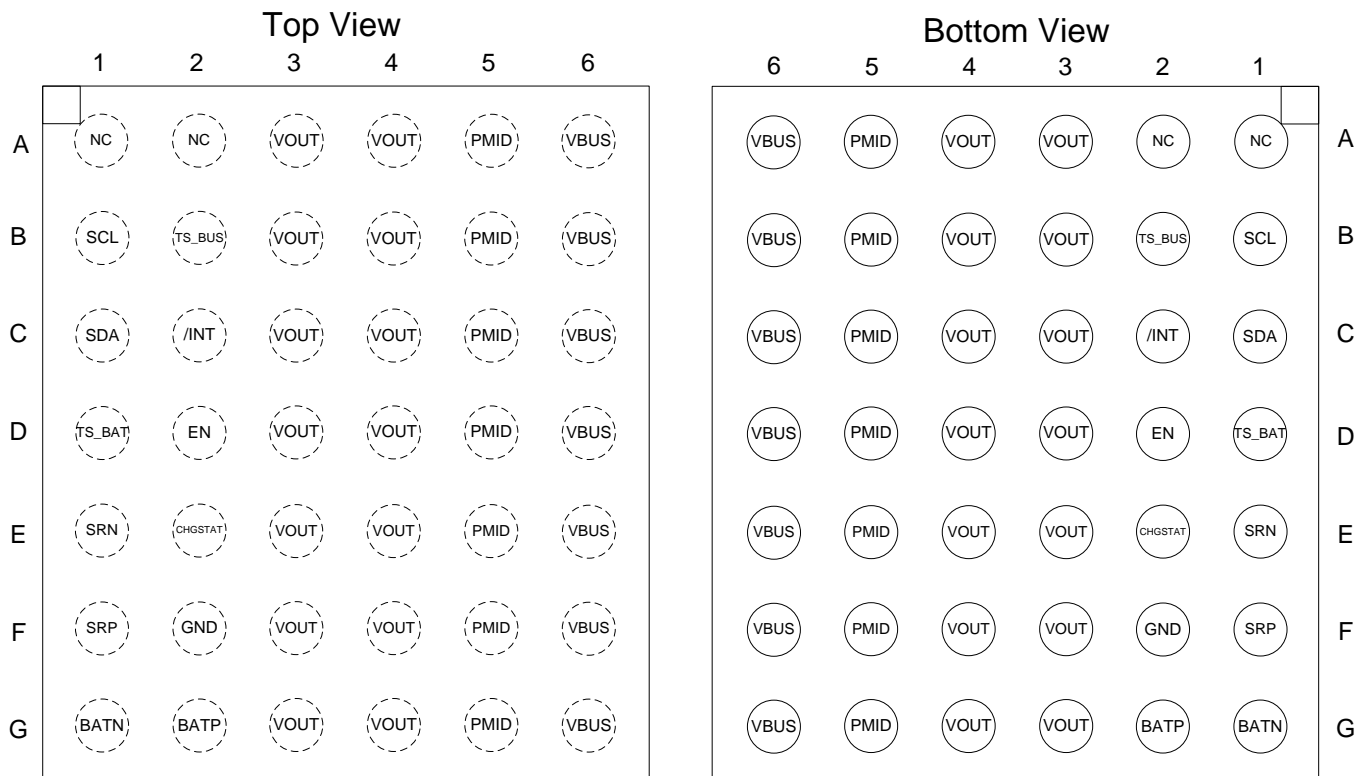 Top View
1 2 3 4 5 6
A NC NC VOUT VOUT PMID VBUS
B SCL TS_BUS VOUT VOUT PMID VBUS
C SDA /INT VOUT VOUT PMID VBUS
D TS_BAT EN VOUT VOUT PMID VBUS
E SRN CHGSTAT VOUT VOUT PMID VBUS
F SRP GND VOUT VOUT PMID VBUS
G BATN BATP VOUT VOUT PMID VBUS
Bottom View
6 5 4 3 2 1
VBUS PMID VOUT VOUT NC NC A
VBUS PMID VOUT VOUT TS_BUS SCL B
VBUS PMID VOUT VOUT /INT SDA C
VBUS PMID VOUT VOUT EN TS_BAT D
VBUS PMID VOUT VOUT CHGSTAT SRN E
VBUS PMID VOUT VOUT GND SRP F
VBUS PMID VOUT VOUT BATP BATN G